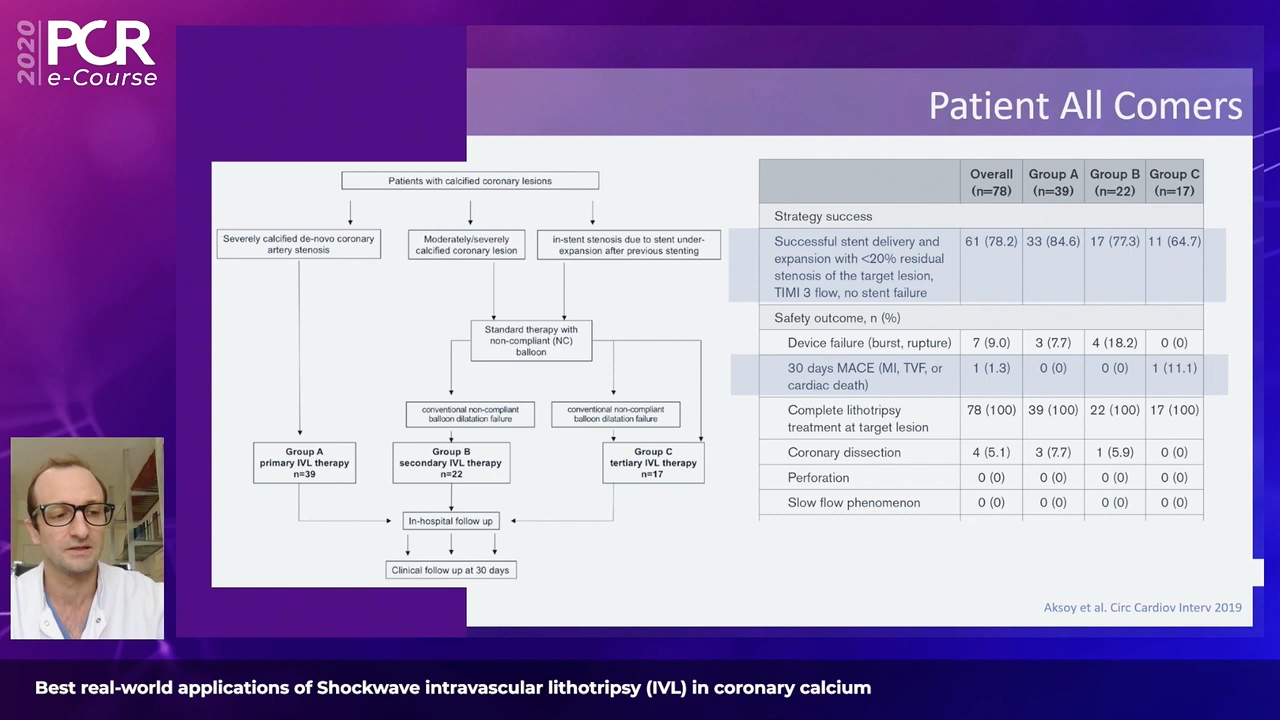 2020
PCR
e-Course
Patient All Comers
Patients with calcified coronary lesions
Severely calcified de-novo coronary
artery stenosis
Moderately/severely
calcified coronary lesion
in-stent stenosis due to stent under-
expansion after previous stenting
Standard therapy with
non-compliant (NC)
balloon
conventional non-compliant
balloon dilatation failure
conventional non-compliant
balloon dilatation failure
Group A
primary IVL therapy
n=39
Group B
secondary IVL therapy
n=22
Group C
tertiary IVL therapy
n=17
In-hospital follow up
Clinical follow up at 30 days
Overall Group A Group B Group C
(n=78) (n=39) (n=22) (n=17)
Strategy success
Successful stent delivery and 61 (78.2) 33 (84.6) 17 (77.3) 11 (64.7)
expansion with <20% residual
stenosis of the target lesion,
TIMI 3 flow, no stent failure
Safety outcome, n (%)
Device failure (burst, rupture) 7 (9.0) 3 (7.7) 4 (18.2) 0 (0)
30 days MACE (MI, TVF, or 1 (1.3) 0 (0) 0 (0) 1 (11.1)
cardiac death)
Complete lithotripsy 78 (100) 39 (100) 22 (100) 17 (100)
treatment at target lesion
Coronary dissection 4 (5.1) 3 (7.7) 1 (5.9) 0 (0)
Perforation 0 (0) 0 (0) 0 (0) 0 (0)
Slow flow phenomenon 0 (0) 0 (0) 0 (0) 0 (0)
Aksoy et al. Circ Cardiov Interv 2019
Best real-world applications of Shockwave intravascular lithotripsy (IVL) in coronary calcium